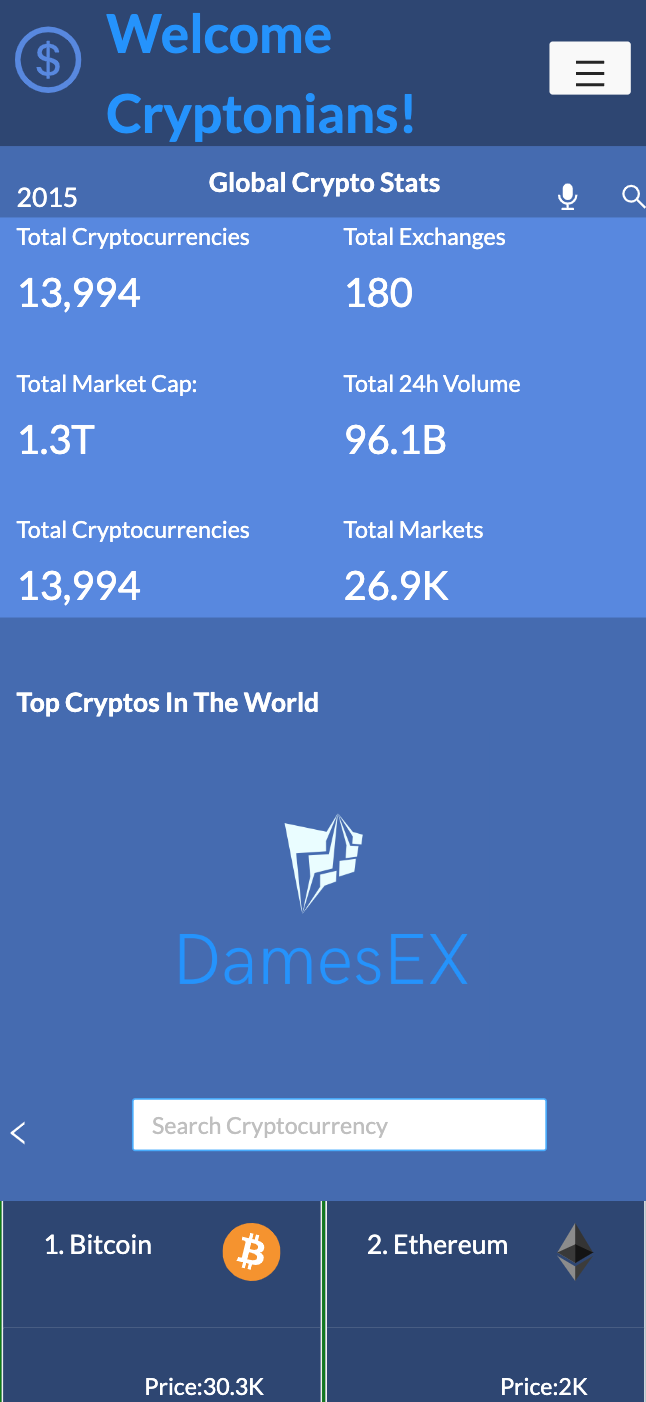 Welcome
Cryptonians!
Global Crypto Stats
2015
Total Cryptocurrencies
13,994
Total Exchanges
180
Total Market Cap:
1.3T
Total 24h Volume
96.1B
Total Cryptocurrencies
13,994
Total Markets
26.9K
Top Cryptos In The World
DamesEX
Search Cryptocurrency
1. Bitcoin
2. Ethereum
Price:30.3K
Price:2K